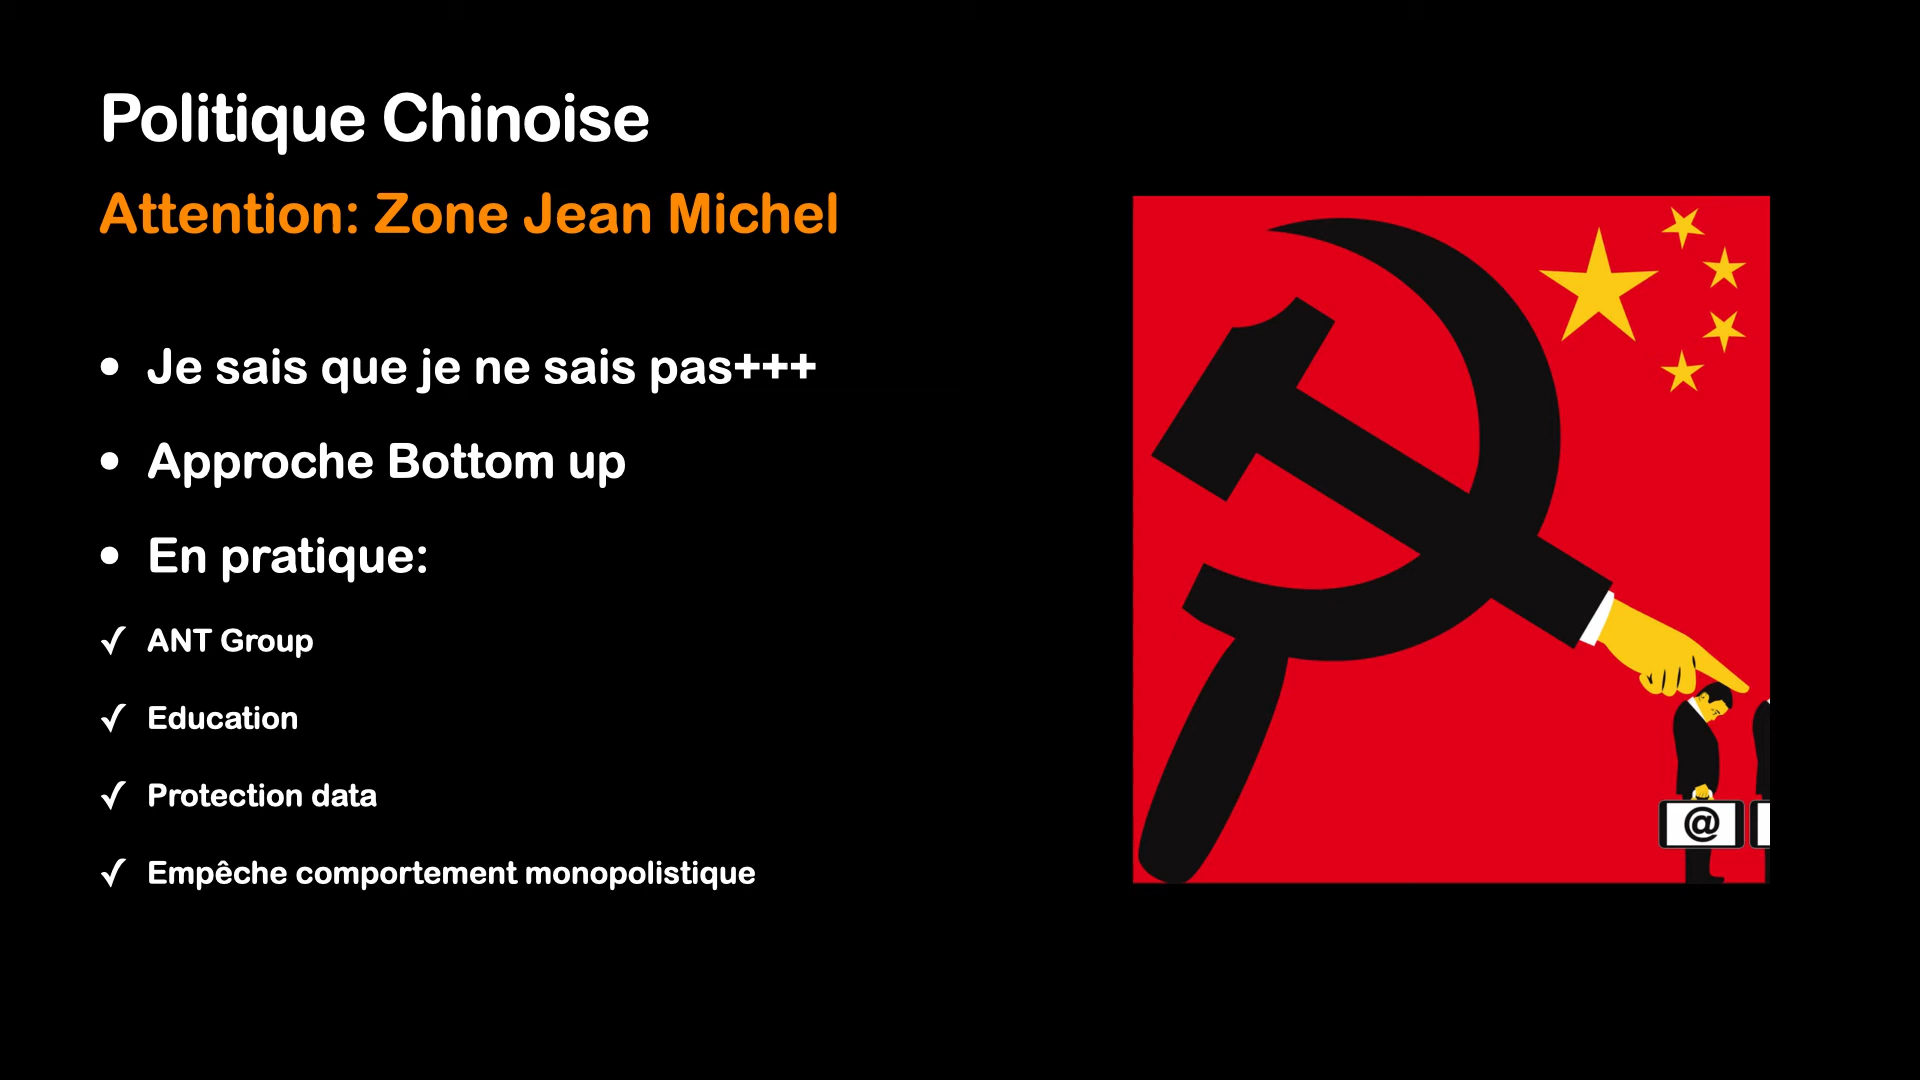 Politique Chinoise
Attention: Zone Jean Michel
• Je sais que je ne sais pas+++
• Approche Bottom up
• En pratique:
✓ ANT Group
✓ Education
✓ Protection data
✓ Empêche comportement monopolistique
@